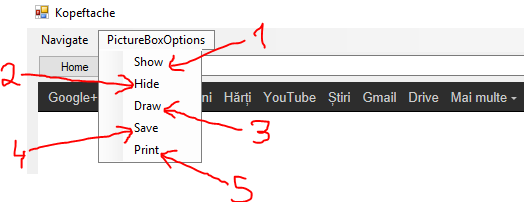 Kopeftache
Navigate PictureBoxOptions 1
Home Show
2 Hide
Google+ ni Hărți YouTube Știri Gmail Drive Mai multe
Draw 3
4 Save
Print 5